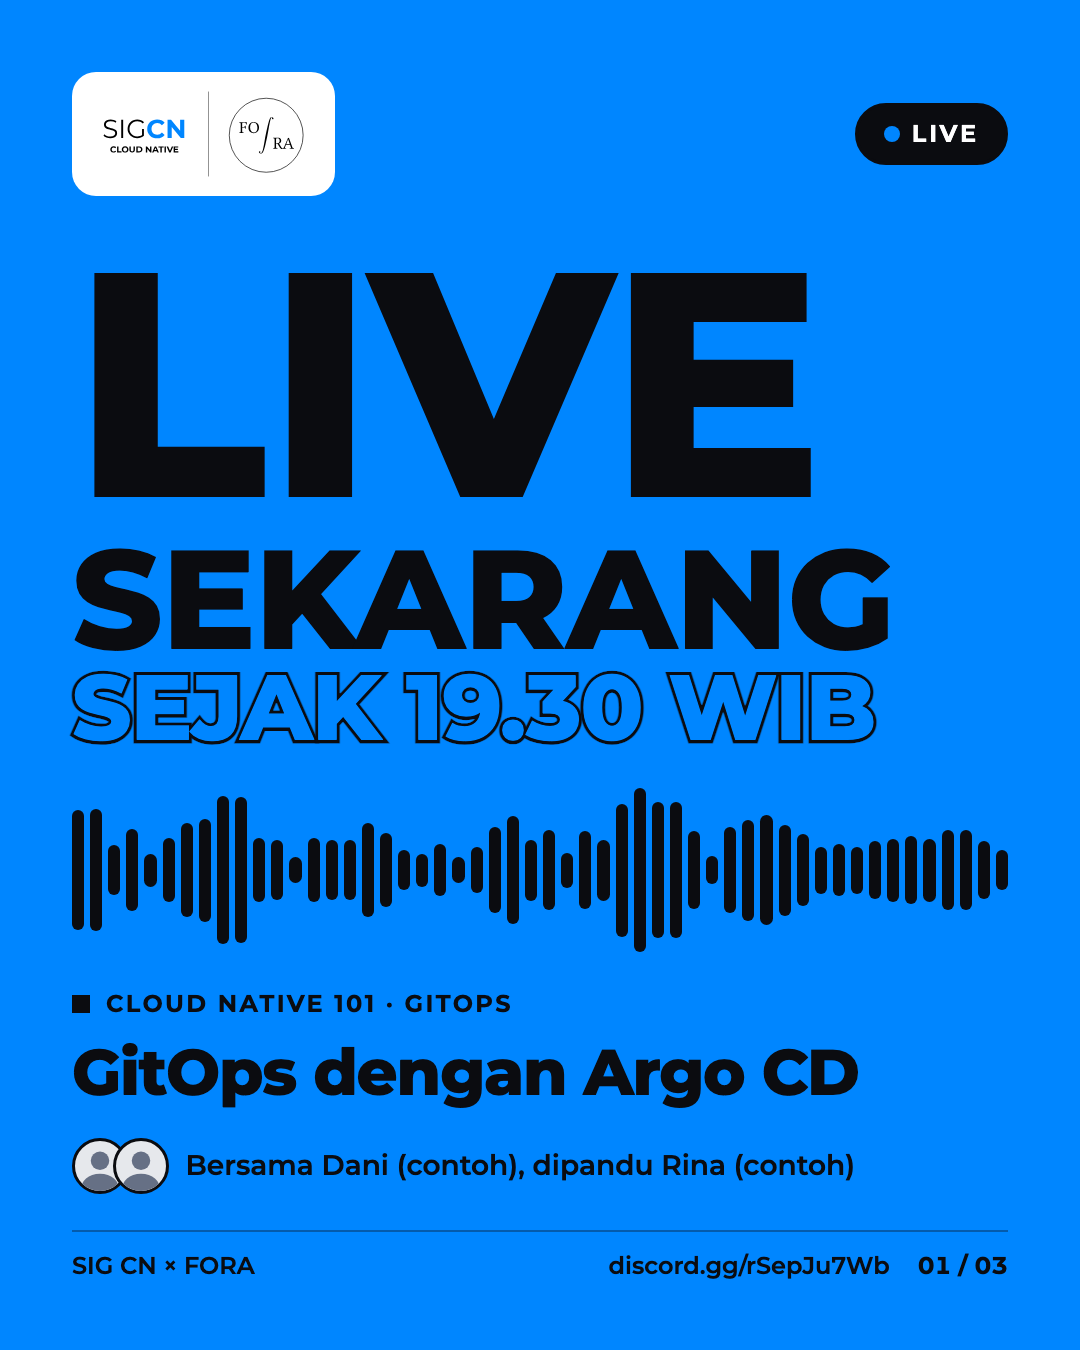 SIGCN
CLOUD NATIVE
FO
RA
LIVE
LIVE
SEKARANG
SEJAK 19.30 WIB
CLOUD NATIVE 101 · GITOPS
GitOps dengan Argo CD
Bersama Dani (contoh), dipandu Rina (contoh)
SIG CN × FORA
discord.gg/rSepJu7Wb 01 / 03